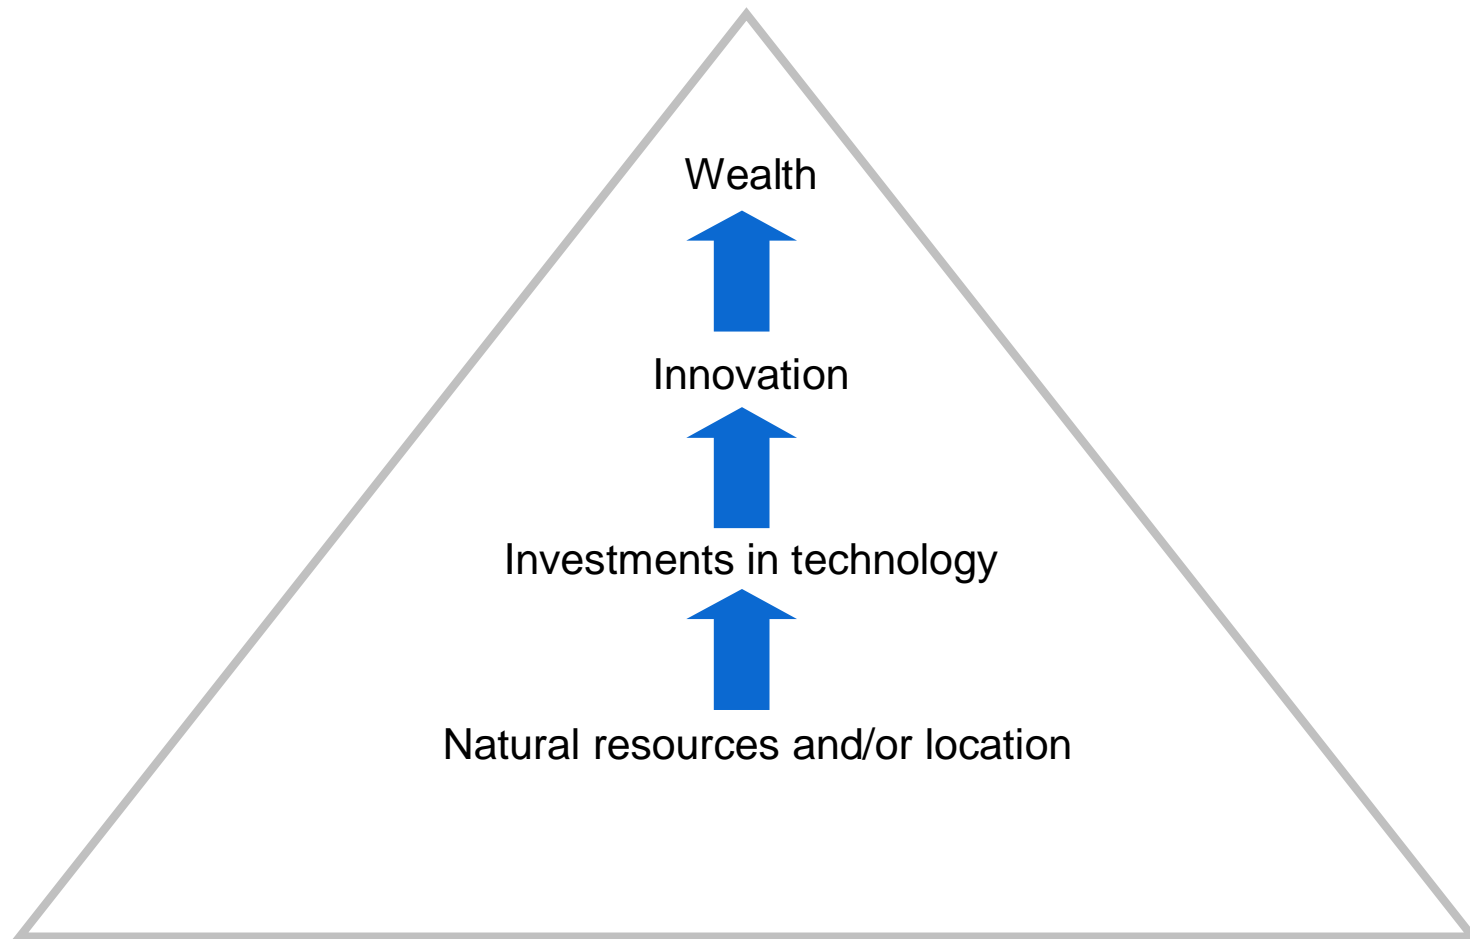 Wealth
Innovation
Investments in technology
Natural resources and/or location